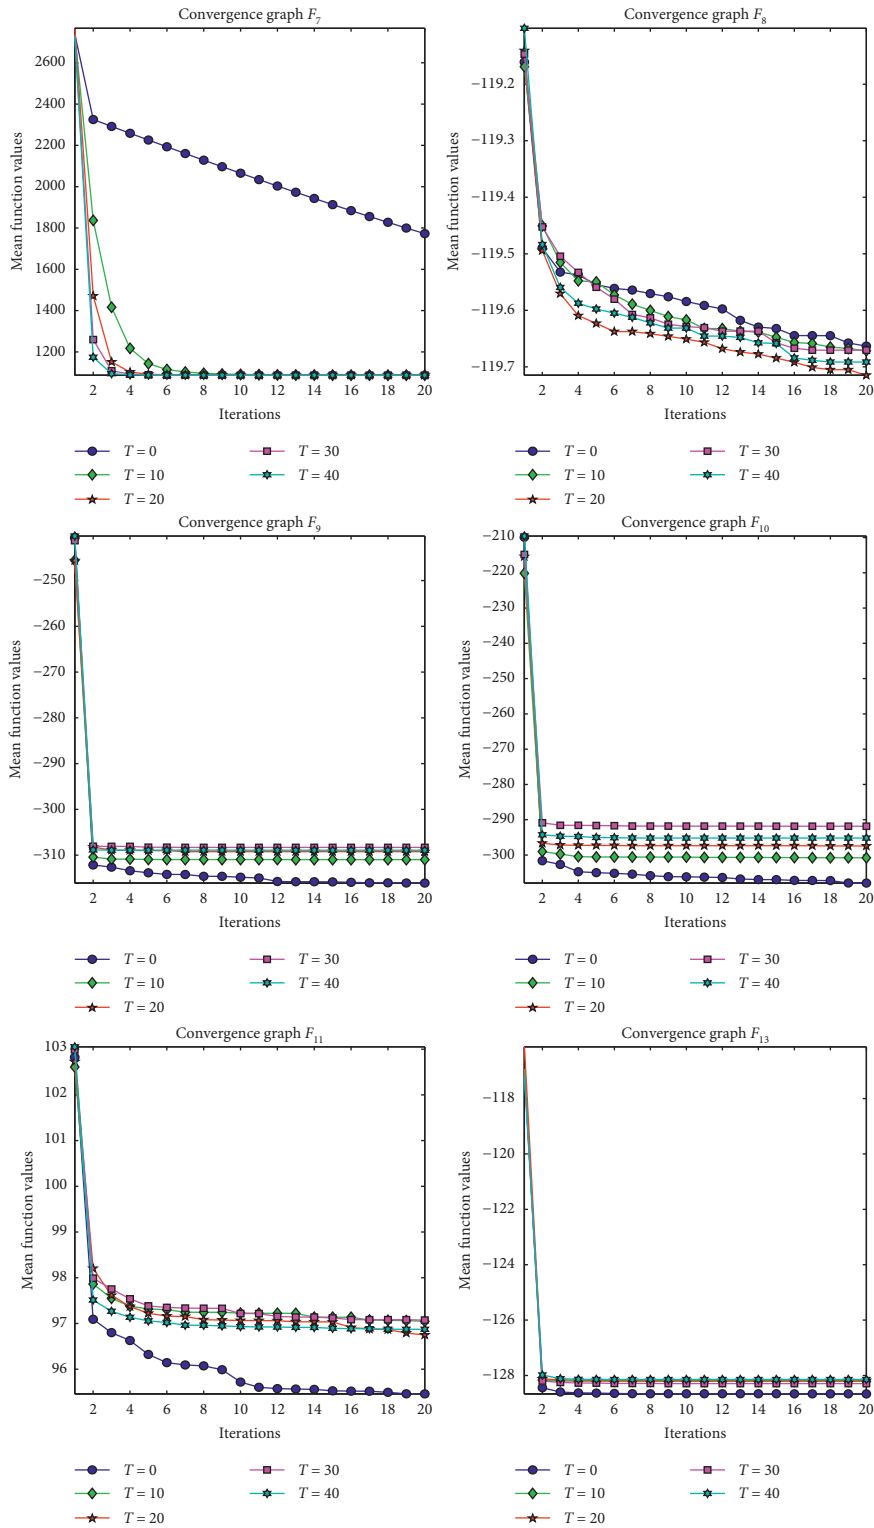 Convergence graph F7
Mean function values
2600
2400
2200
2000
1800
1600
1400
1200
2 4 6 8 10 12 14 16 18 20
Iterations
T = 0
T = 10
T = 20
T = 30
T = 40
Convergence graph F8
Mean function values
−119.2
−119.3
−119.4
−119.5
−119.6
−119.7
2 4 6 8 10 12 14 16 18 20
Iterations
T = 0
T = 10
T = 20
T = 30
T = 40
Convergence graph F9
Mean function values
−250
−260
−270
−280
−290
−300
−310
2 4 6 8 10 12 14 16 18 20
Iterations
T = 0
T = 10
T = 20
T = 30
T = 40
Convergence graph F10
Mean function values
−210
−220
−230
−240
−250
−260
−270
−280
−290
−300
2 4 6 8 10 12 14 16 18 20
Iterations
T = 0
T = 10
T = 20
T = 30
T = 40
Convergence graph F11
Mean function values
103
102
101
100
99
98
97
96
2 4 6 8 10 12 14 16 18 20
Iterations
T = 0
T = 10
T = 20
T = 30
T = 40
Convergence graph F13
Mean function values
−118
−120
−122
−124
−126
−128
2 4 6 8 10 12 14 16 18 20
Iterations
T = 0
T = 10
T = 20
T = 30
T = 40